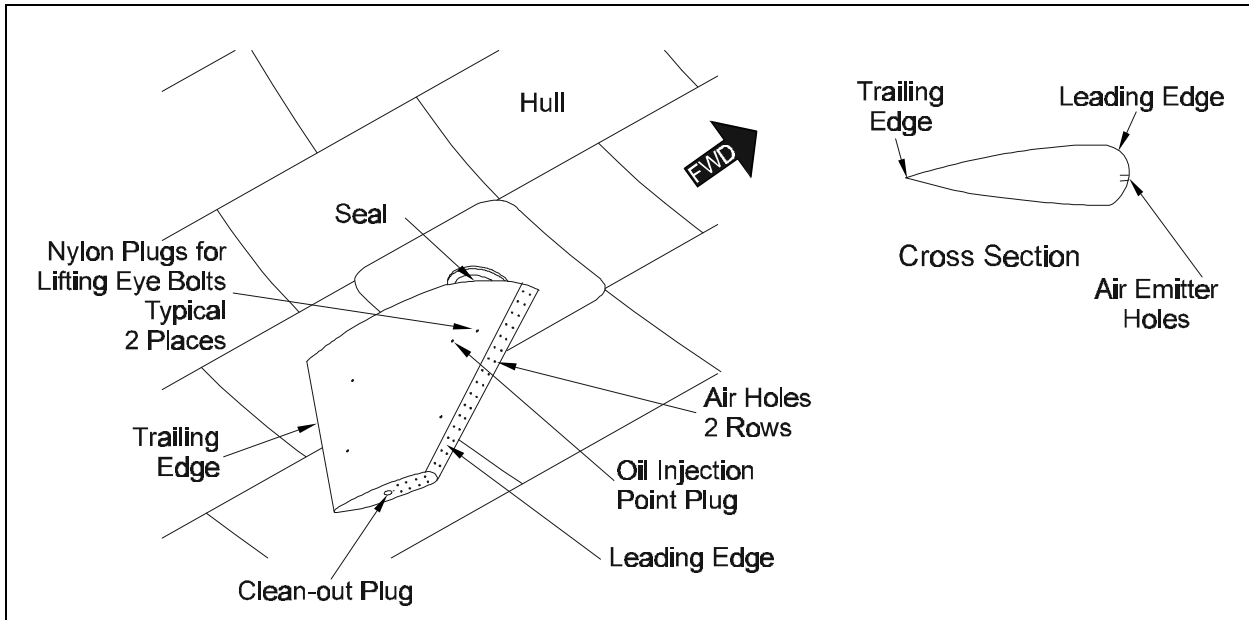 Hull
FWD
Seal
Nylon Plugs for
Lifting Eye Bolts
Typical
2 Places
Trailing
Edge
Clean-out Plug
Air Holes
2 Rows
Oil Injection
Point Plug
Leading Edge
Trailing
Edge
Leading Edge
Cross Section
Air Emitter
Holes